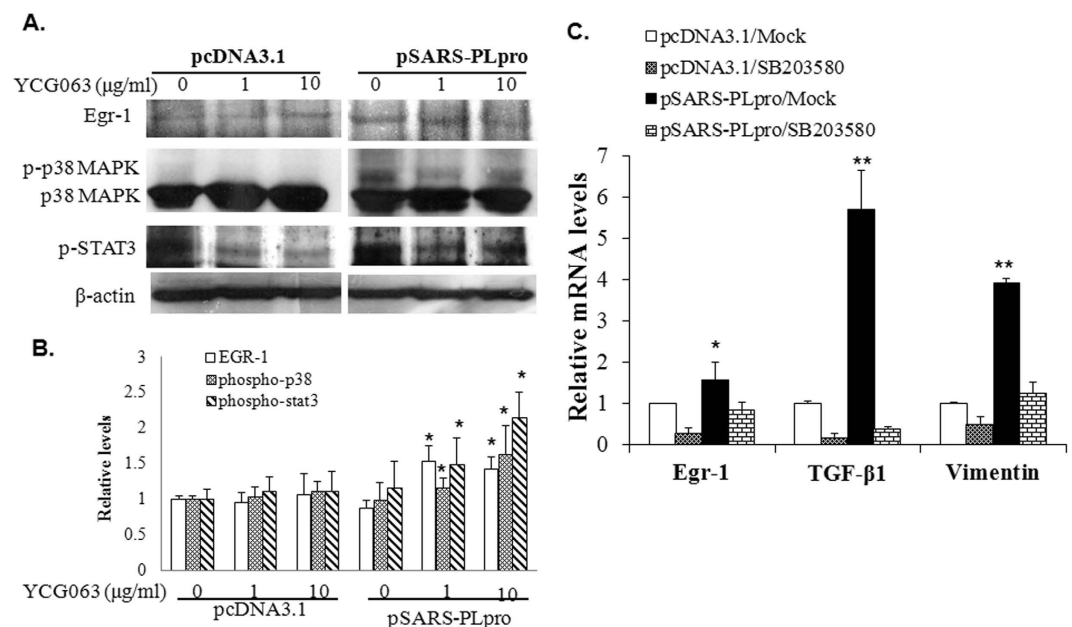 A.
pcDNA3.1
pSARS-PLpro
YCG063 (μg/ml)
0
1
10
0
1
10
Egr-1
p-p38 MAPK
p38 MAPK
p-STAT3
β-actin
B.
3
2.5
2
1.5
1
0.5
0
Relative levels
EGR-1
phospho-p38
phospho-stat3
*
*
*
*
*
*
YCG063 (μg/ml)
0
1
10
0
1
10
pcDNA3.1
pSARS-PLpro
C.
pcDNA3.1/Mock
pcDNA3.1/SB203580
pSARS-PLpro/Mock
pSARS-PLpro/SB203580
7
6
5
4
3
2
1
0
Relative mRNA levels
*
**
**
Egr-1
TGF-β1
Vimentin